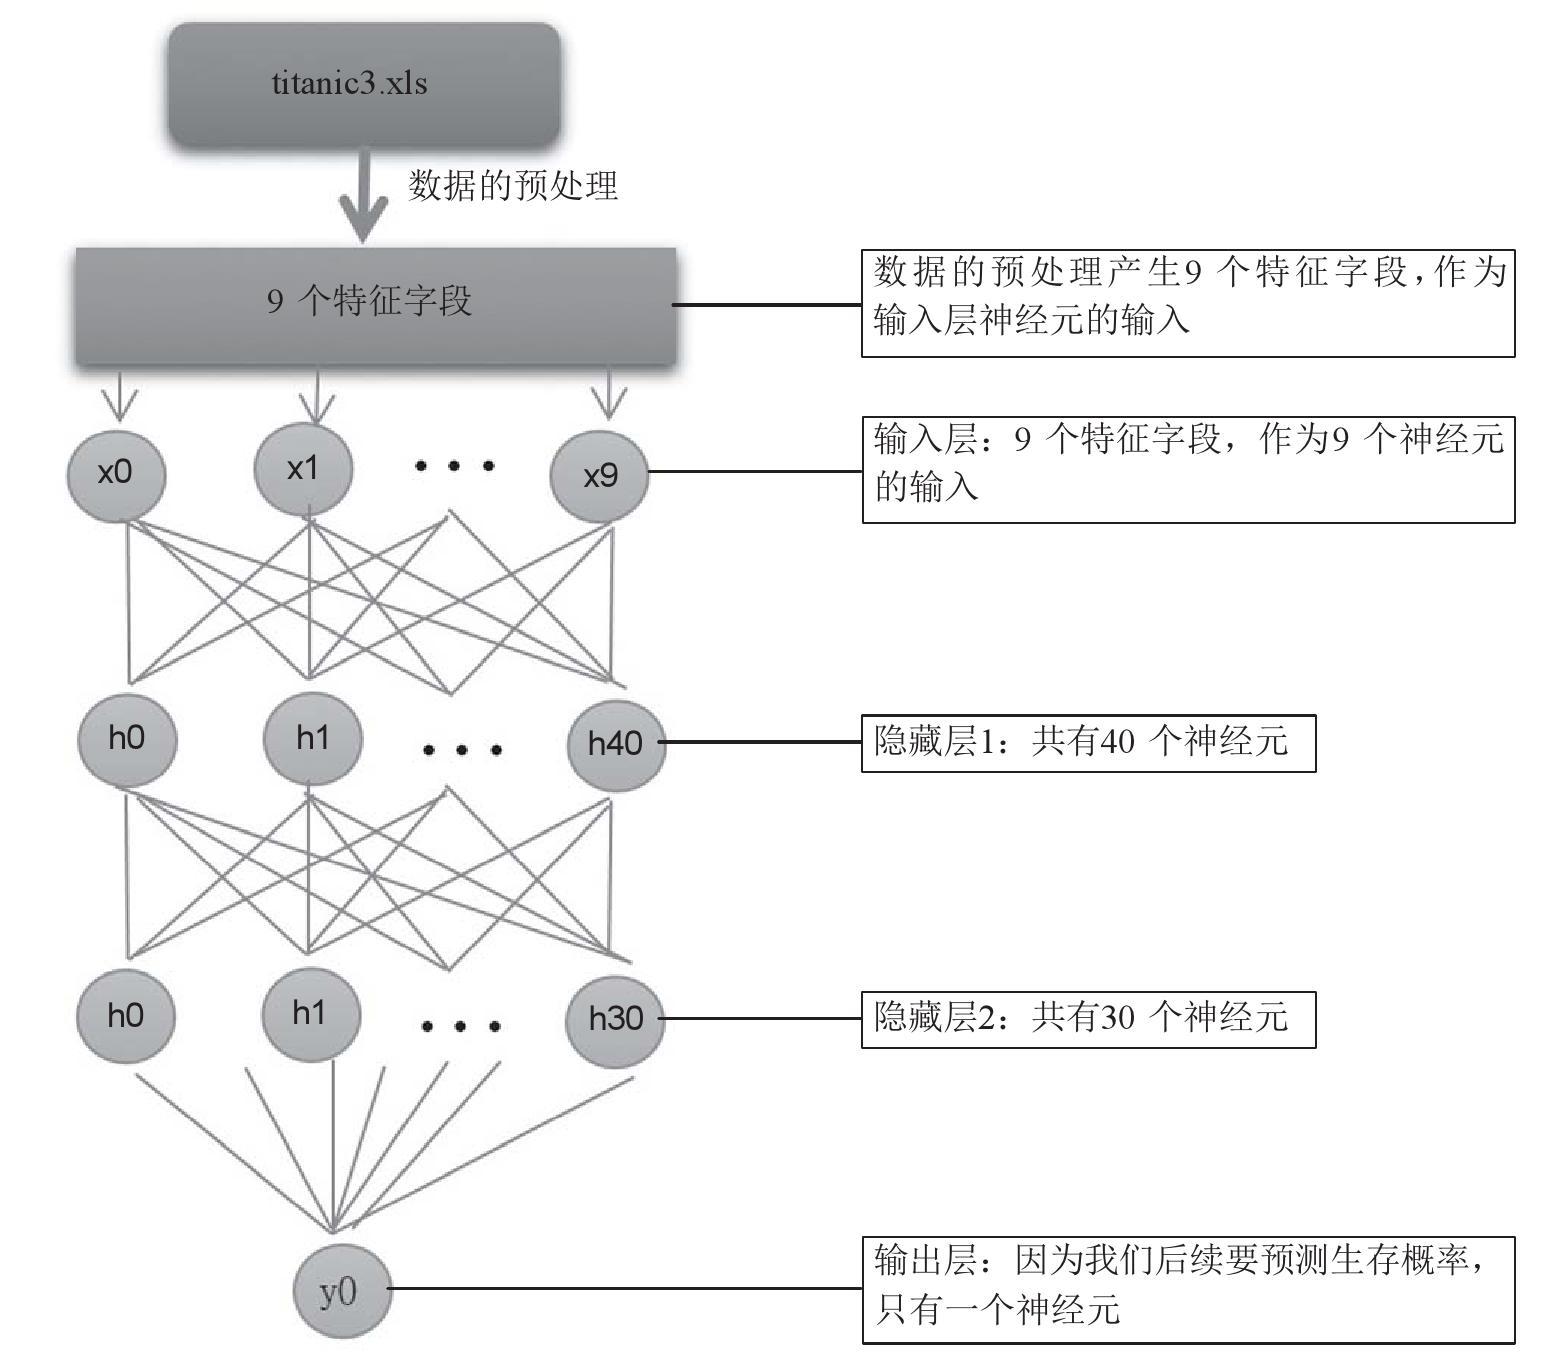 titanic3.xls
数据的预处理
9 个特征字段
数据的预处理产生9 个特征字段,作为
输入层神经元的输入
x0
x1
• • •
x9
输入层：9 个特征字段，作为9 个神经元
的输入
h0
h1
• • •
h40
隐藏层1：共有40 个神经元
h0
h1
• • •
h30
隐藏层2：共有30 个神经元
y0
输出层：因为我们后续要预测生存概率，
只有一个神经元